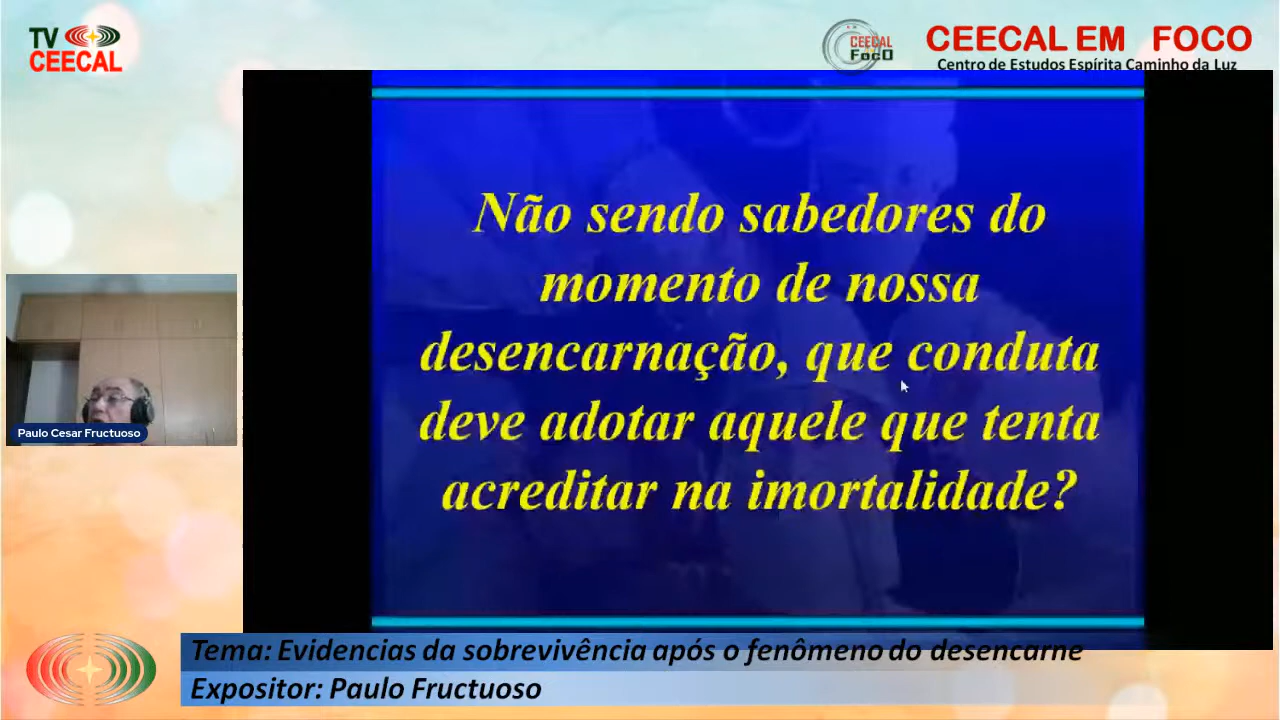 TV
CEECAL
CEECAL
FocO
CEECAL EM FOCO
Centro de Estudos Espírita Caminho da Luz
Não sendo sabedores do
momento de nossa
desencarnação, que conduta
deve adotar aquele que tenta
acreditar na imortalidade?
Paulo Cesar Fructuoso
Tema: Evidencias da sobrevivência após o fenômeno do desencarne
Expositor: Paulo Fructuoso